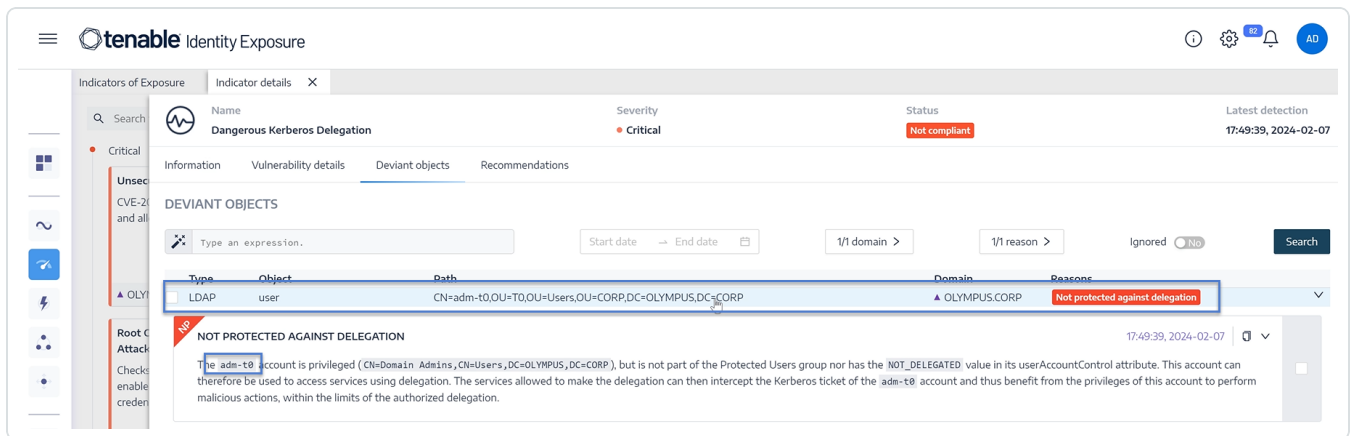 tenable Identity Exposure
82
AD
Indicators of Exposure
Indicator details
Search
Critical
Unsec
CVE-20
and all
OLY
Root C
Attack
Checks
enable
creden
Name
Dangerous Kerberos Delegation
Severity
Critical
Status
Not compliant
Latest detection
17:49:39, 2024-02-07
Information
Vulnerability details
Deviant objects
Recommendations
DEVIANT OBJECTS
Type an expression.
Start date
End date
1/1 domain >
1/1 reason >
Ignored
No
Search
Type Object Path Domain Reasons
LDAP user CN=adm-t0,OU=T0,OU=Users,OU=CORP,DC=OLYMPUS,DC=CORP OLYMPUS.CORP Not protected against delegation
NP
NOT PROTECTED AGAINST DELEGATION
17:49:39, 2024-02-07
The adm-t0 account is privileged (CN=Domain Admins,CN=Users,DC=OLYMPUS,DC=CORP), but is not part of the Protected Users group nor has the NOT_DELEGATED value in its userAccountControl attribute. This account can
therefore be used to access services using delegation. The services allowed to make the delegation can then intercept the Kerberos ticket of the adm-t0 account and thus benefit from the privileges of this account to perform
malicious actions, within the limits of the authorized delegation.